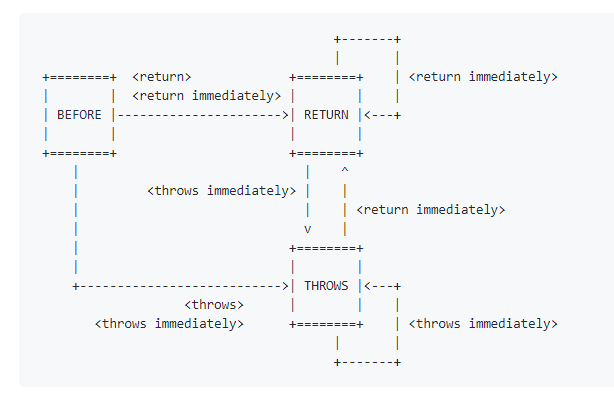 +-------+
                                       |       |
+========+  <return>             +========+    | <return immediately>
|        |  <return immediately> |        |    |
| BEFORE |---------------------->| RETURN |<---+
|        |                       |        |
+========+                       +========+
    |                              |    ^
    |         <throws immediately> |    |
    |                              |    | <return immediately>
    |                              v    |
    |                            +========+
    |                            |        |
    +--------------------------->| THROWS |<---+
                   <throws>      |        |    |
       <throws immediately>      +========+    | <throws immediately>
                                       |       |
                                       +-------+